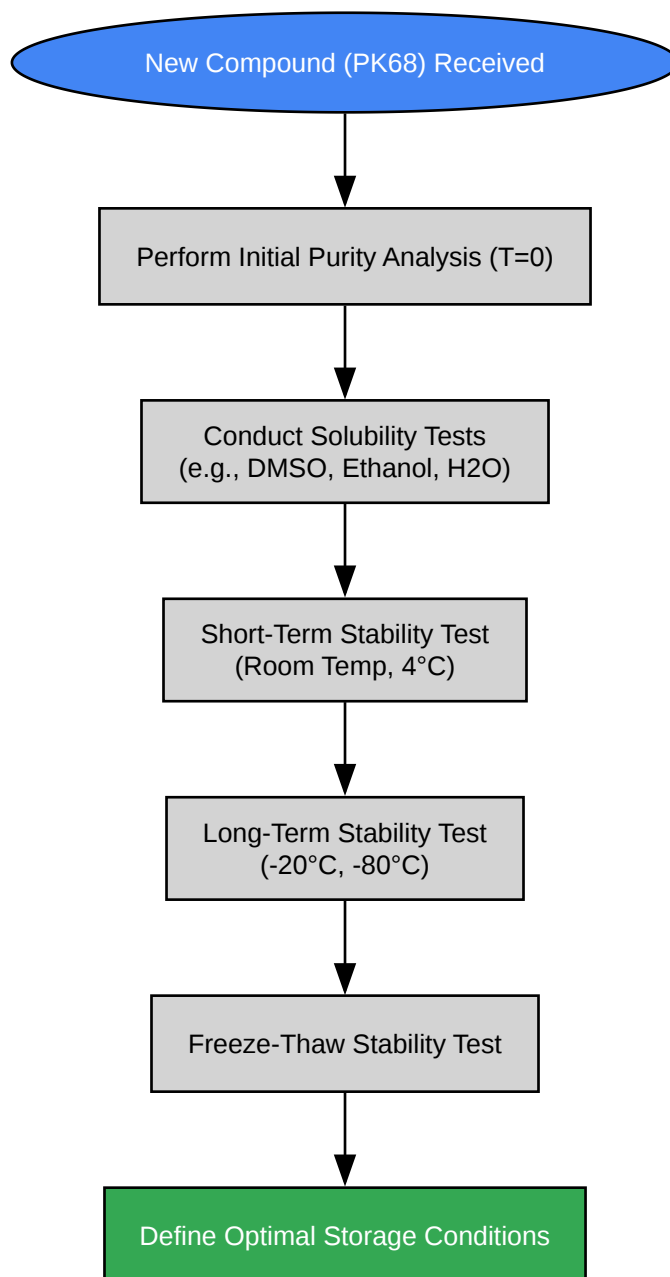 New Compound (PK68) Received
Perform Initial Purity Analysis (T=0)
Conduct Solubility Tests
(e.g., DMSO, Ethanol, H2O)
Short-Term Stability Test
(Room Temp, 4°C)
Long-Term Stability Test
(-20°C, -80°C)
Freeze-Thaw Stability Test
Define Optimal Storage Conditions